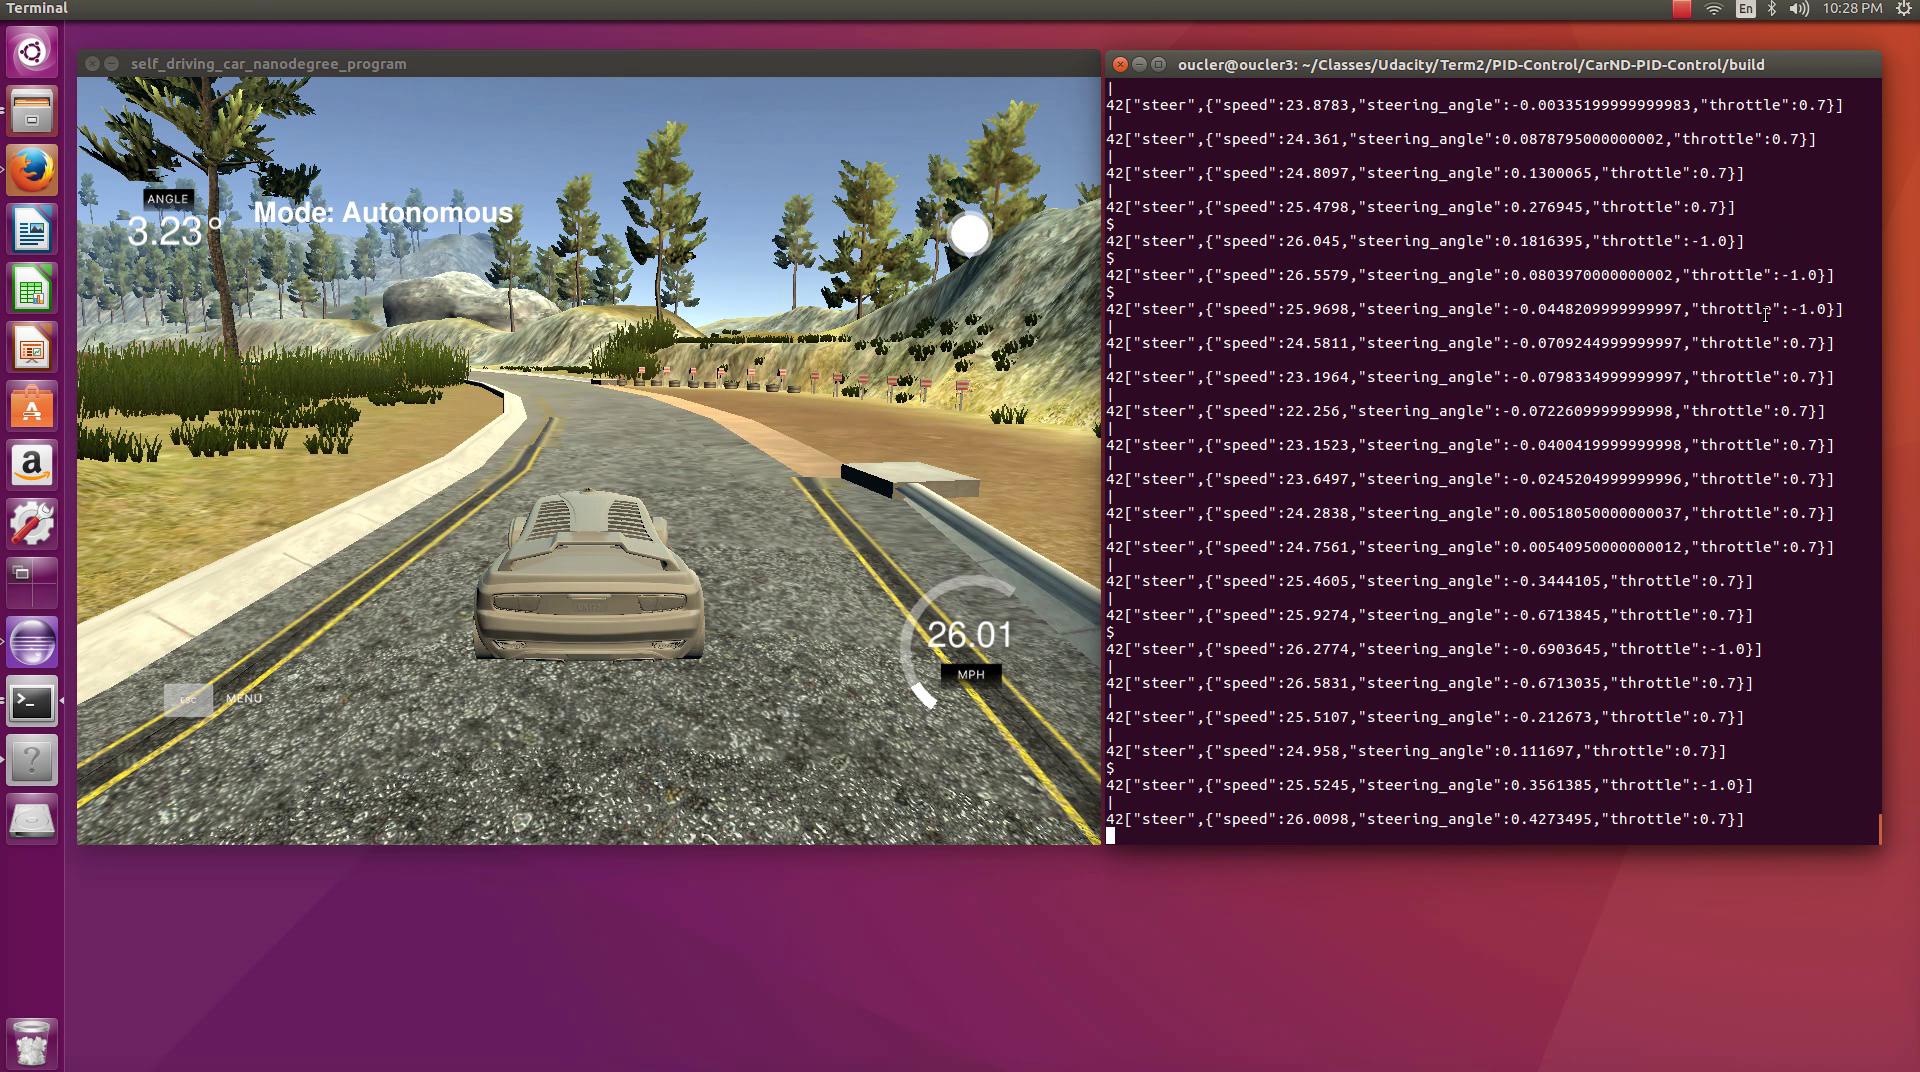 Terminal
En
10:28 PM
self_driving_car_nanodegree_program
ANGLE
3.23°
Mode: Autonomous
26.01
MPH
ESC
MENU
oucler@oucler3: ~/Classes/Udacity/Term2/PID-Control/CarND-PID-Control/build
|
42["steer",{"speed":23.8783,"steering_angle":-0.00335199999999983,"throttle":0.7}]
|
42["steer",{"speed":24.361,"steering_angle":0.0878795000000002,"throttle":0.7}]
|
42["steer",{"speed":24.8097,"steering_angle":0.1300065,"throttle":0.7}]
|
42["steer",{"speed":25.4798,"steering_angle":0.276945,"throttle":0.7}]
$
42["steer",{"speed":26.045,"steering_angle":0.1816395,"throttle":-1.0}]
$
42["steer",{"speed":26.5579,"steering_angle":0.0803970000000002,"throttle":-1.0}]
$
42["steer",{"speed":25.9698,"steering_angle":-0.0448209999999997,"throttle":-1.0}]
|
42["steer",{"speed":24.5811,"steering_angle":-0.0709244999999997,"throttle":0.7}]
|
42["steer",{"speed":23.1964,"steering_angle":-0.0798334999999997,"throttle":0.7}]
|
42["steer",{"speed":22.256,"steering_angle":-0.0722609999999998,"throttle":0.7}]
|
42["steer",{"speed":23.1523,"steering_angle":-0.0400419999999998,"throttle":0.7}]
|
42["steer",{"speed":23.6497,"steering_angle":-0.0245204999999996,"throttle":0.7}]
|
42["steer",{"speed":24.2838,"steering_angle":0.00518050000000037,"throttle":0.7}]
|
42["steer",{"speed":24.7561,"steering_angle":0.00540950000000012,"throttle":0.7}]
|
42["steer",{"speed":25.4605,"steering_angle":-0.3444105,"throttle":0.7}]
|
42["steer",{"speed":25.9274,"steering_angle":-0.6713845,"throttle":0.7}]
$
42["steer",{"speed":26.2774,"steering_angle":-0.6903645,"throttle":-1.0}]
|
42["steer",{"speed":26.5831,"steering_angle":-0.6713035,"throttle":0.7}]
|
42["steer",{"speed":25.5107,"steering_angle":-0.212673,"throttle":0.7}]
|
42["steer",{"speed":24.958,"steering_angle":0.111697,"throttle":0.7}]
$
42["steer",{"speed":25.5245,"steering_angle":0.3561385,"throttle":-1.0}]
|
42["steer",{"speed":26.0098,"steering_angle":0.4273495,"throttle":0.7}]